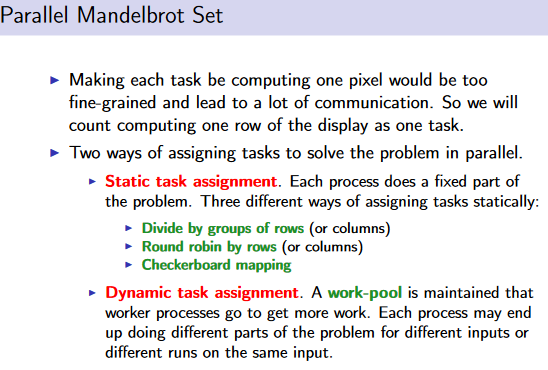 Parallel Mandelbrot Set
Making each task be computing one pixel would be too
fine-grained and lead to a lot of communication. So we will
count computing one row of the display as one task.
Two ways of assigning tasks to solve the problem in parallel.
Static task assignment. Each process does a fixed part of
the problem. Three different ways of assigning tasks statically:
Divide by groups of rows (or columns)
Round robin by rows (or columns)
Checkerboard mapping
Dynamic task assignment. A work-pool is maintained that
worker processes go to get more work. Each process may end
up doing different parts of the problem for different inputs or
different runs on the same input.